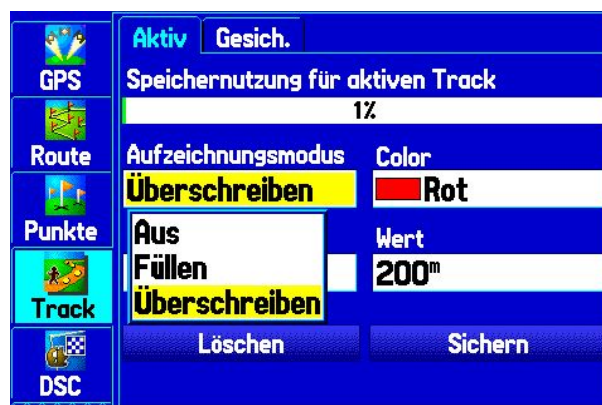 GPS
Route
Punkte
Track
DSC
Aktiv Gesich.
Speichernutzung für aktiven Track
1%
Aufzeichnungsmodus Color
Überschreiben Rot
Aus
Füllen
Überschreiben
Wert
200m
Löschen Sichern